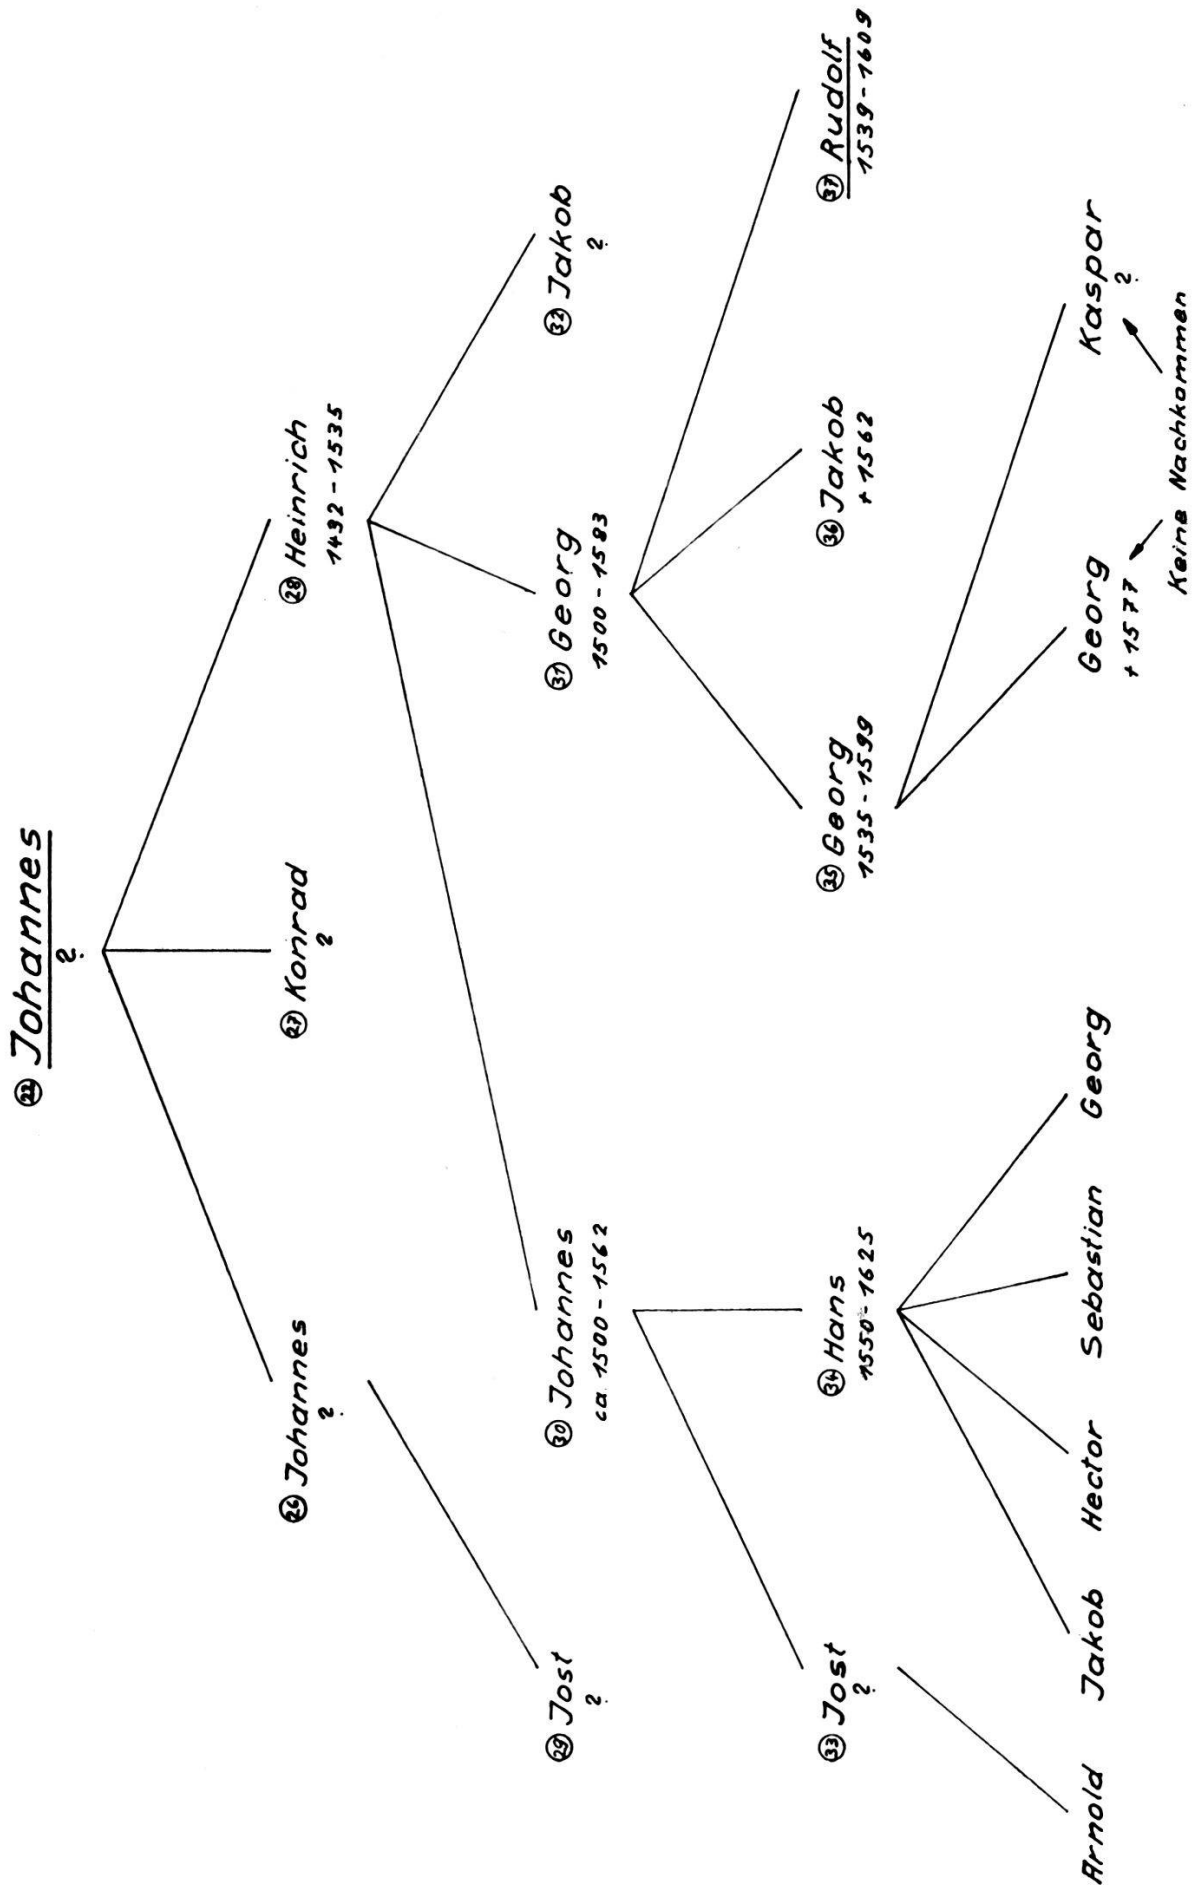 22 Johannes
?
26 Johannes
?
27 Konrad
?
28 Heinrich
1492-1535
29 Jost
?
30 Johannes
ca. 1500-1562
31 Georg
1500-1583
32 Jakob
?
33 Jost
?
34 Hans
1550-1625
35 Georg
1535-1599
36 Jakob
+1562
37 Rudolf
1539-1609
Arnold
Jakob
Hector
Sebastian
Georg
Georg
+1577
Kaspar
?
Keine Nachkommen